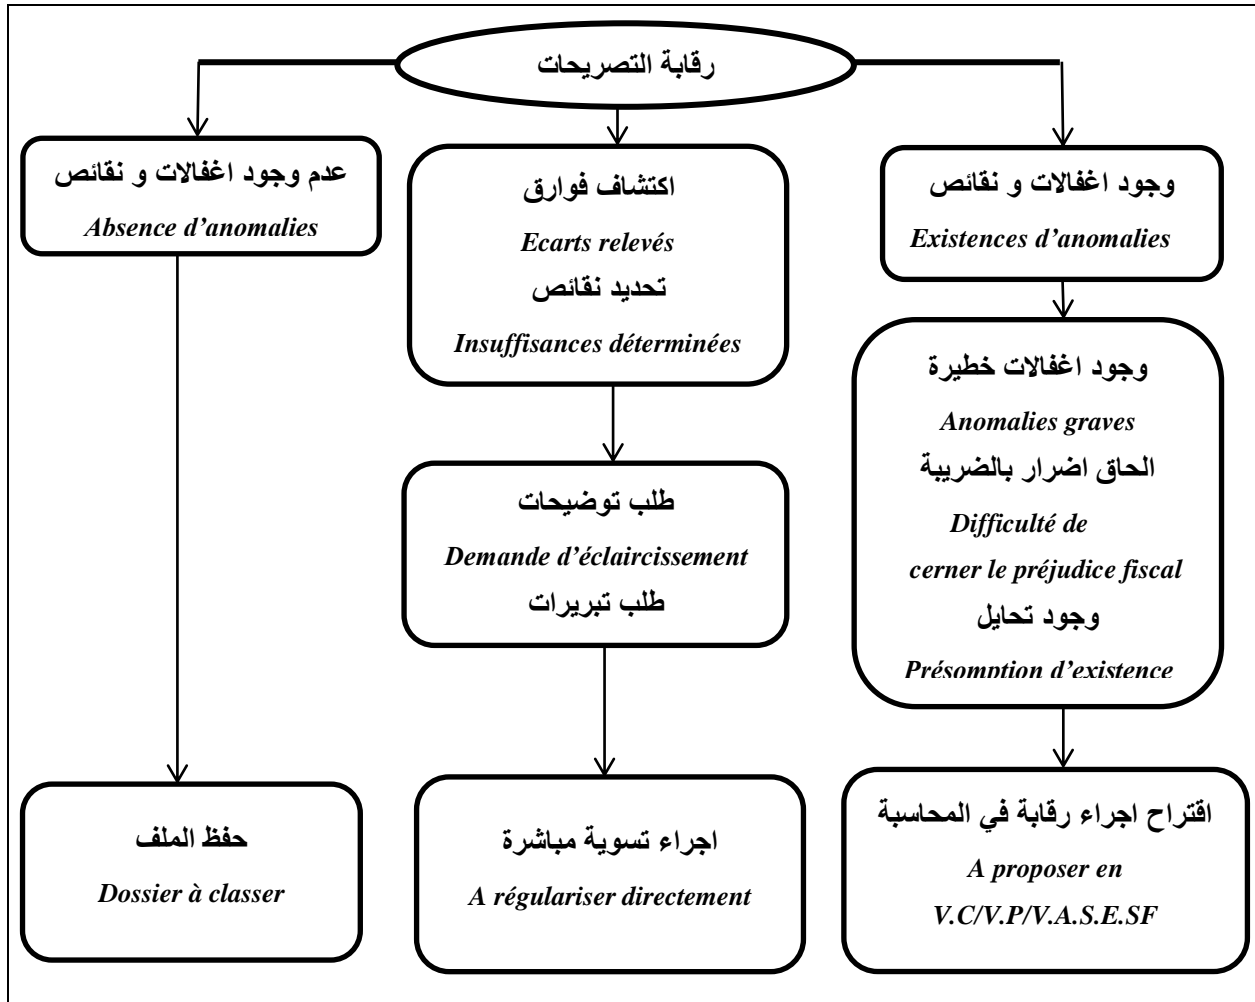 رقابة التصريحات
وجود اغفالات و نقائص
Existences d’anomalies
وجود اغفالات خطيرة
Anomalies graves
الحاق اضرار بالضريبة
Difficulté de
cerner le préjudice fiscal
وجود تحايل
Présomption d’existence
اقتراح اجراء رقابة في المحاسبة
A proposer en
V.C/V.P/V.A.S.E.SF
اكتشاف فوارق
Ecarts relevés
تحديد نقائص
Insuffisances déterminées
طلب توضيحات
Demande d’éclaircissement
طلب تبريرات
اجراء تسوية مباشرة
A régulariser directement
عدم وجود اغفالات و نقائص
Absence d’anomalies
حفظ الملف
Dossier à classer